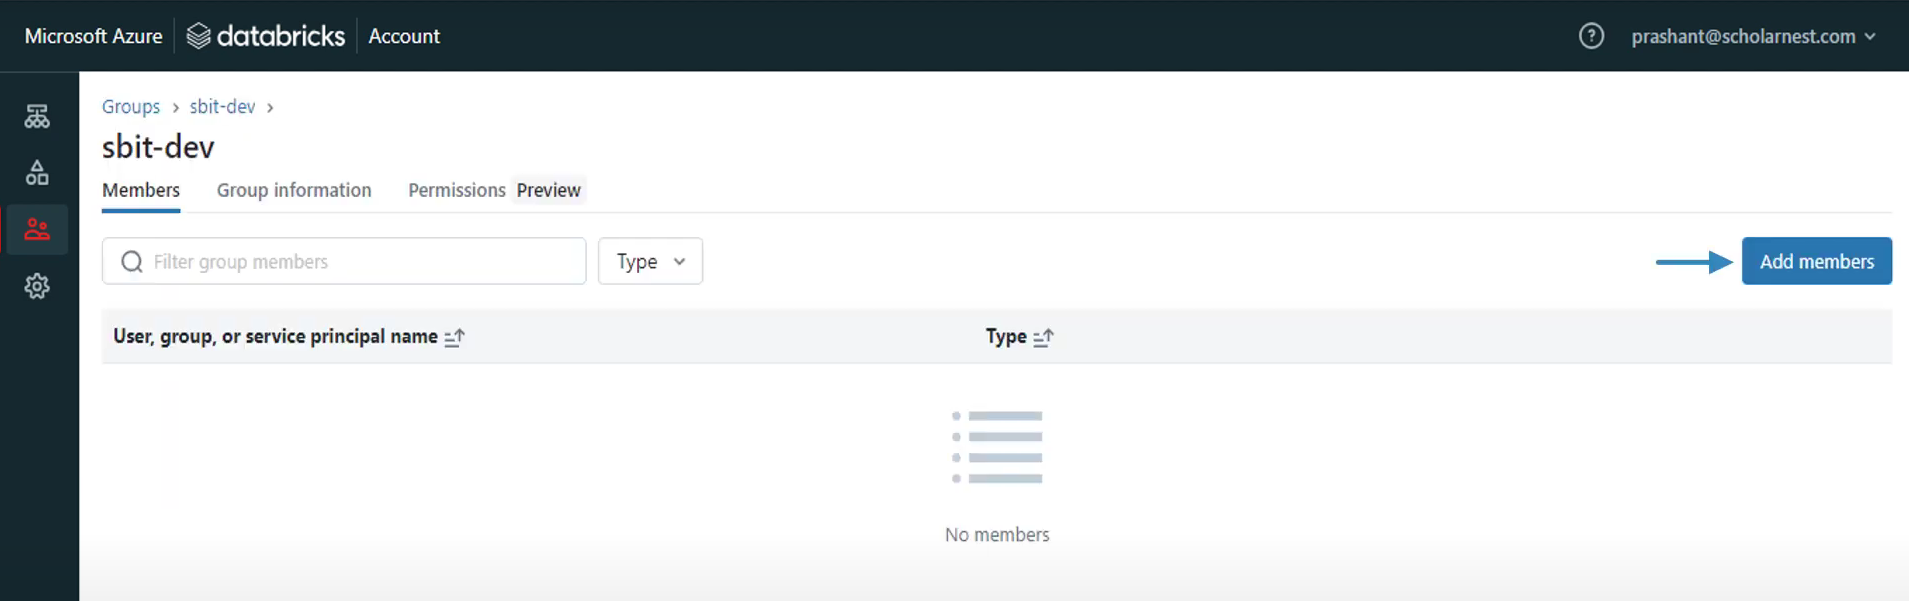 Microsoft Azure databricks Account ? prashant@scholarnest.com
Groups > sbit-dev >
sbit-dev
Members Group information Permissions Preview
Filter group members Type Add members
User, group, or service principal name Type
No members